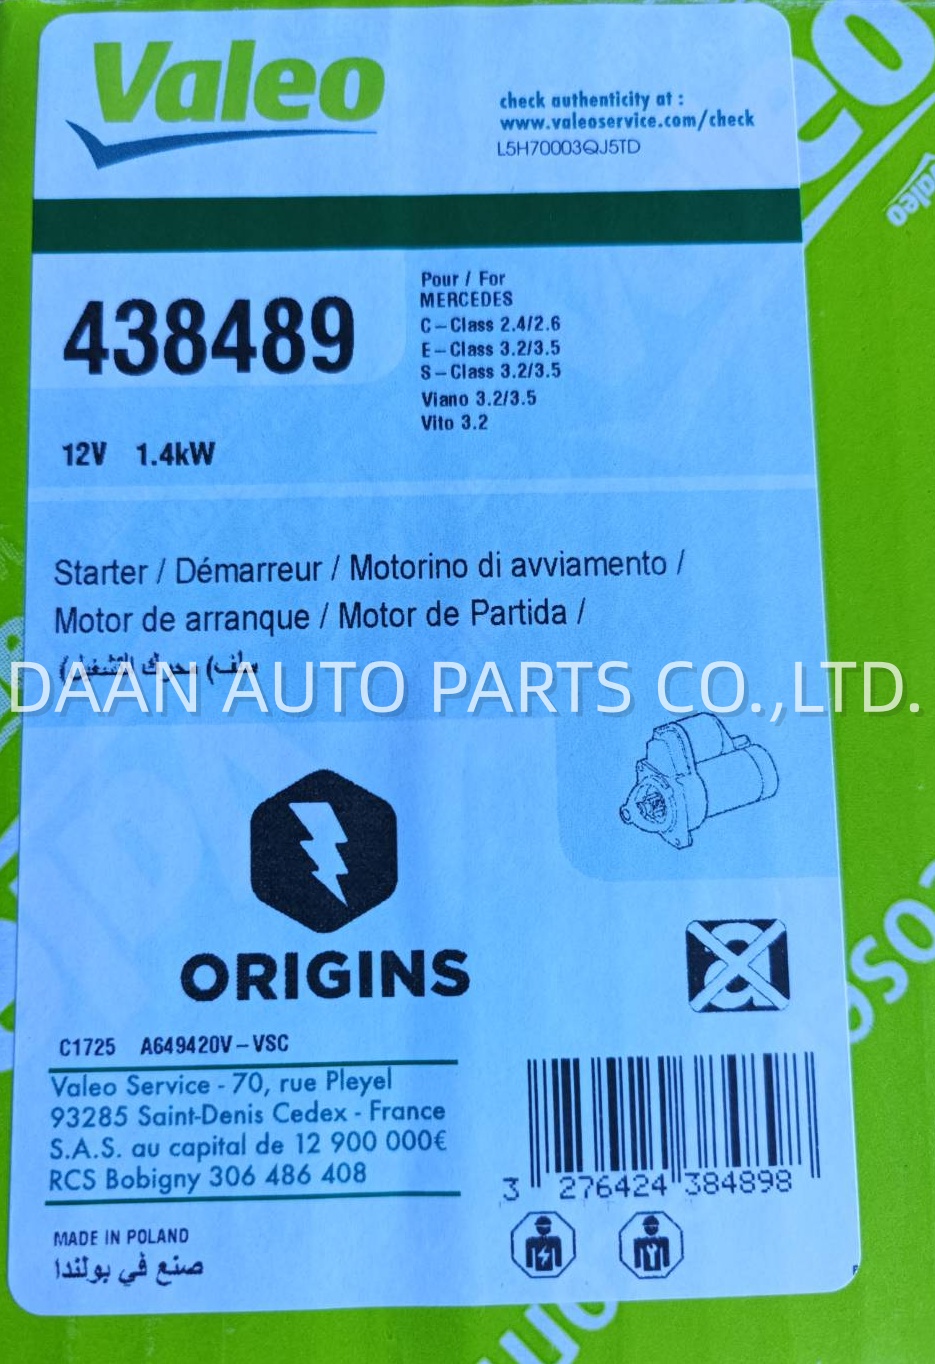 Valeo
check authenticity at :
www.valeoservice.com/check
L5H70003QJ5TD
Valeo
438489
Pour / For
MERCEDES
C-Class 2.4/2.6
E-Class 3.2/3.5
S-Class 3.2/3.5
Viano 3.2/3.5
Vito 3.2
12V 1.4kW
Starter / Démarreur / Motorino di avviamento /
Motor de arranque / Motor de Partida /
سلف (محرك التشغيل)
DAAN AUTO PARTS CO.,LTD.
ORIGINS
C1725 A649420V-VSC
Valeo Service - 70, rue Pleyel
93285 Saint-Denis Cedex - France
S.A.S. au capital de 12 900 000€
RCS Bobigny 306 486 408
3 276424 384898
MADE IN POLAND
صنع في بولندا